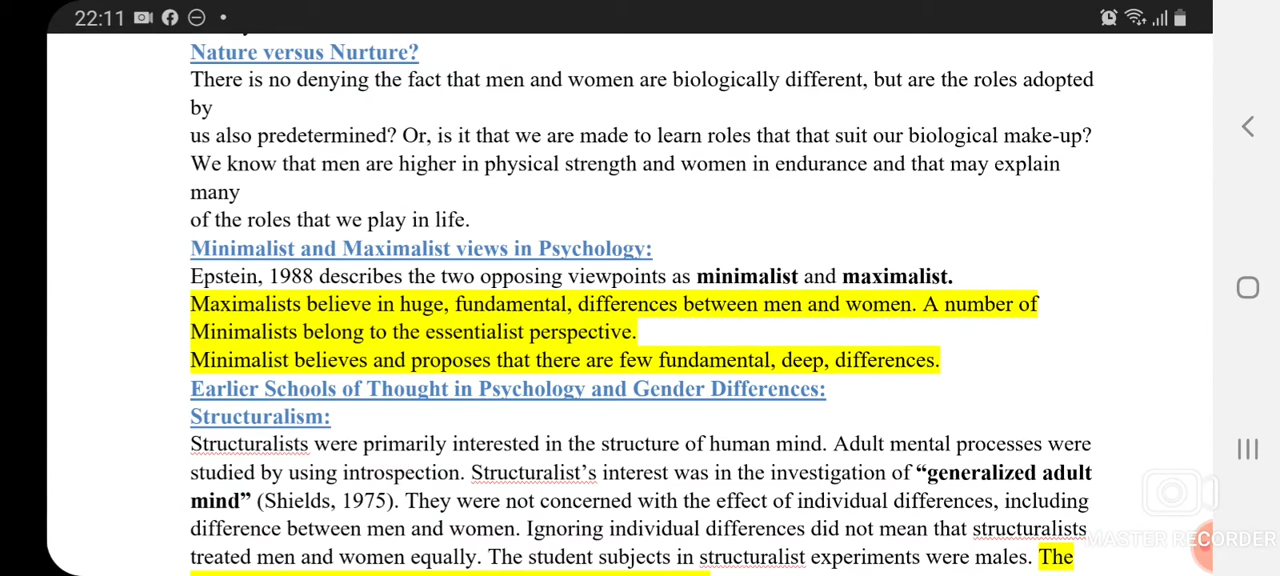 22:11
Nature versus Nurture?
There is no denying the fact that men and women are biologically different, but are the roles adopted
by
us also predetermined? Or, is it that we are made to learn roles that that suit our biological make-up?
We know that men are higher in physical strength and women in endurance and that may explain
many
of the roles that we play in life.
Minimalist and Maximalist views in Psychology:
Epstein, 1988 describes the two opposing viewpoints as minimalist and maximalist.
Maximalists believe in huge, fundamental, differences between men and women. A number of
Minimalists belong to the essentialist perspective.
Minimalist believes and proposes that there are few fundamental, deep, differences.
Earlier Schools of Thought in Psychology and Gender Differences:
Structuralism:
Structuralists were primarily interested in the structure of human mind. Adult mental processes were
studied by using introspection. Structuralist's interest was in the investigation of “generalized adult
mind” (Shields, 1975). They were not concerned with the effect of individual differences, including
difference between men and women. Ignoring individual differences did not mean that structuralists
treated men and women equally. The student subjects in structuralist experiments were males. The
MASTER RECORDER